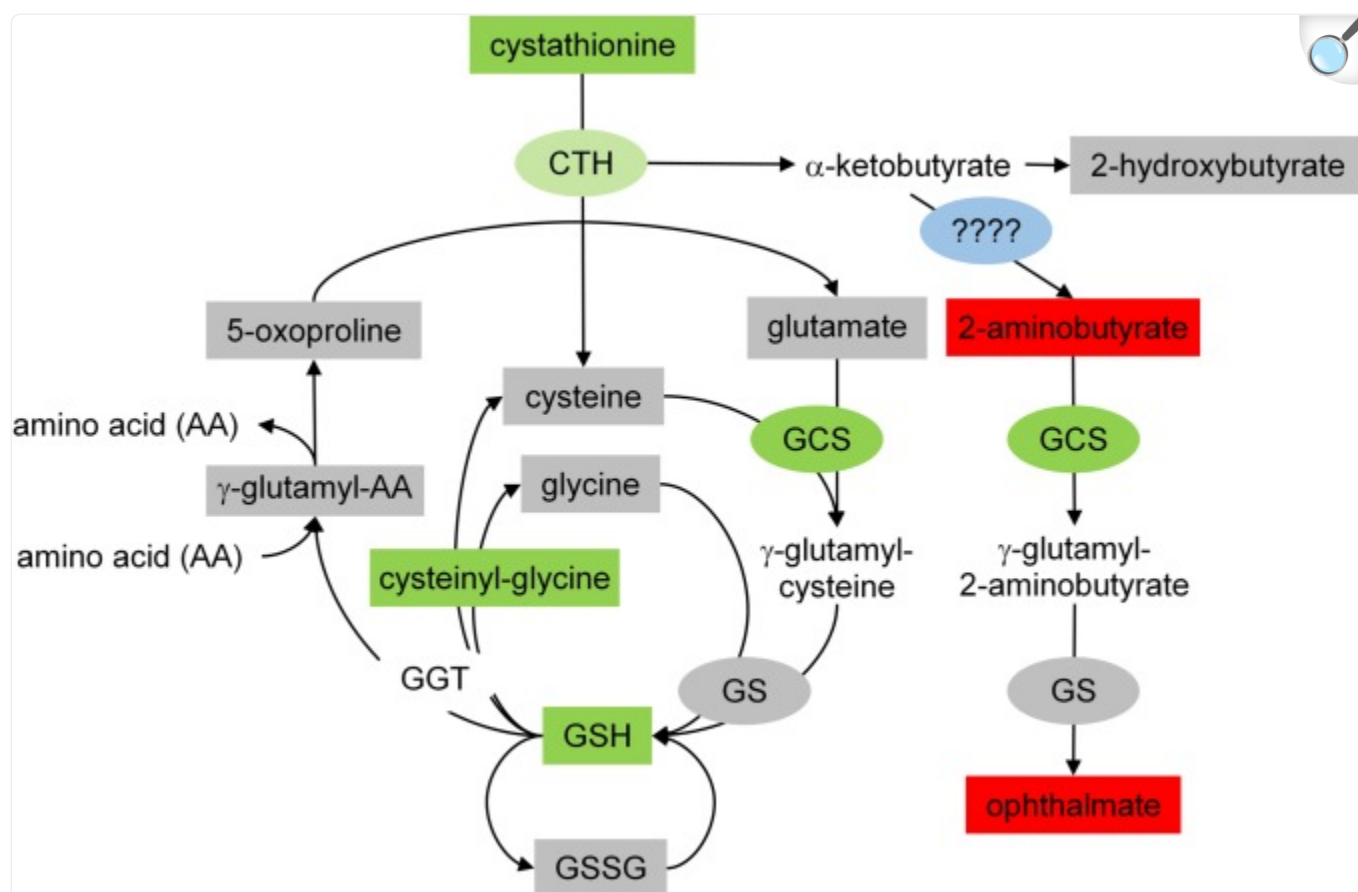 cystathionine
CTH
α-ketobutyrate
2-hydroxybutyrate
????
5-oxoproline
glutamate
2-aminobutyrate
cysteine
amino acid (AA)
GCS
GCS
γ-glutamyl-AA
glycine
amino acid (AA)
cysteinyl-glycine
γ-glutamyl-
cysteine
γ-glutamyl-
2-aminobutyrate
GGT
GS
GS
GSH
ophthalmate
GSSG